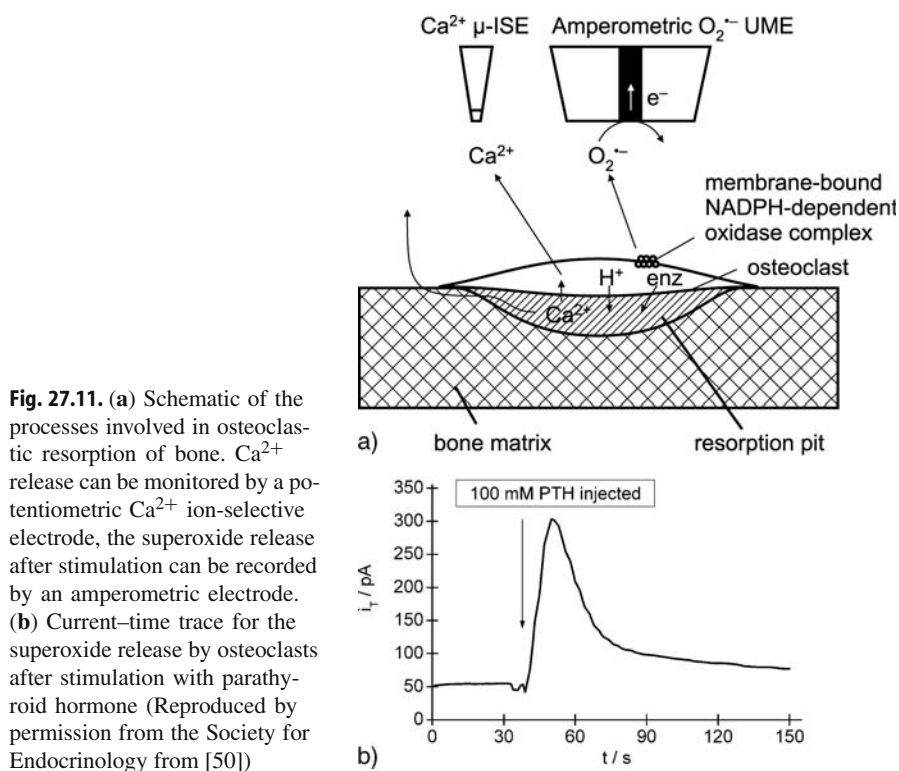 Ca²⁺ µ-ISE
Amperometric O₂•⁻ UME
e⁻
Ca²⁺
O₂•⁻
membrane-bound
NADPH-dependent
oxidase complex
osteoclast
H⁺
enz
Ca²⁺
a)
bone matrix
resorption pit
Fig. 27.11. (a) Schematic of the
processes involved in osteoclas-
tic resorption of bone. Ca²⁺
release can be monitored by a po-
tentiometric Ca²⁺ ion-selective
electrode, the superoxide release
after stimulation can be recorded
by an amperometric electrode.
(b) Current–time trace for the
superoxide release by osteoclasts
after stimulation with parathy-
roid hormone (Reproduced by
permission from the Society for
Endocrinology from [50])
350
300
250
200
150
100
50
0
i_T / pA
100 mM PTH injected
0
30
60
90
120
150
t / s
b)